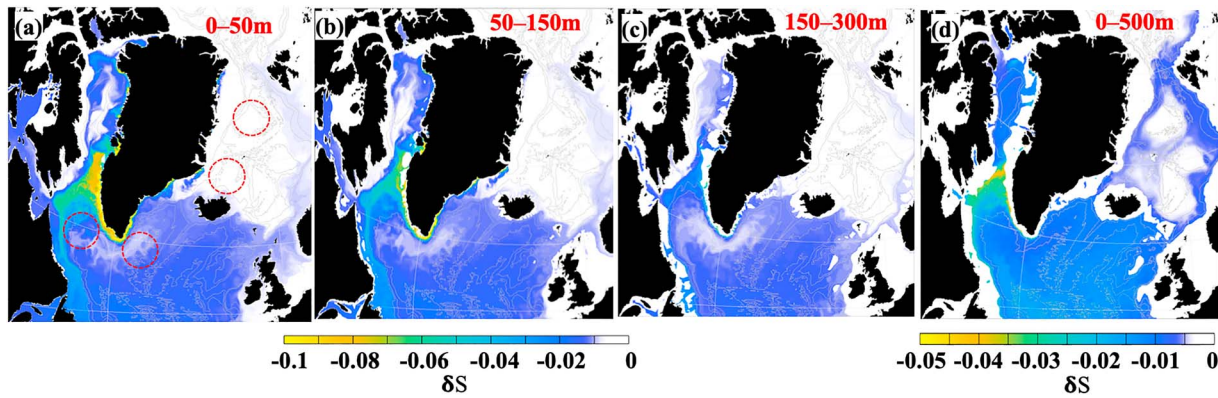 (a) 0–50m (b) 50–150m (c) 150–300m (d) 0–500m
-0.1 -0.08 -0.06 -0.04 -0.02 0 -0.05 -0.04 -0.03 -0.02 -0.01 0
δS δS